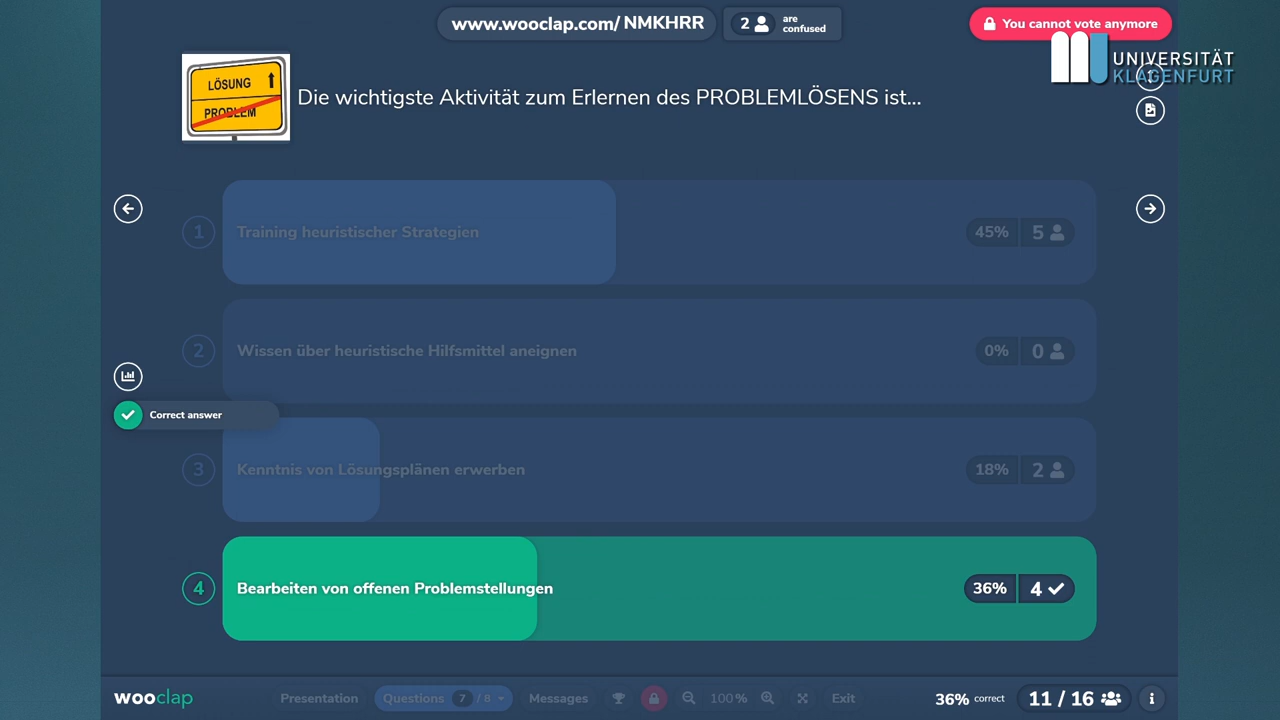 www.wooclap.com/ NMKHRR
2 are confused
You cannot vote anymore
UNIVERSITÄT
KLAGENFURT
LÖSUNG
PROBLEM
Die wichtigste Aktivität zum Erlernen des PROBLEMLÖSENS ist...
1 Training heuristischer Strategien 45% 5
2 Wissen über heuristische Hilfsmittel aneignen 0% 0
Correct answer
3 Kenntnis von Lösungsplänen erwerben 18% 2
4 Bearbeiten von offenen Problemstellungen 36% 4
wooclap Presentation Questions 7 / 8 Messages 100% Exit 36% correct 11 / 16